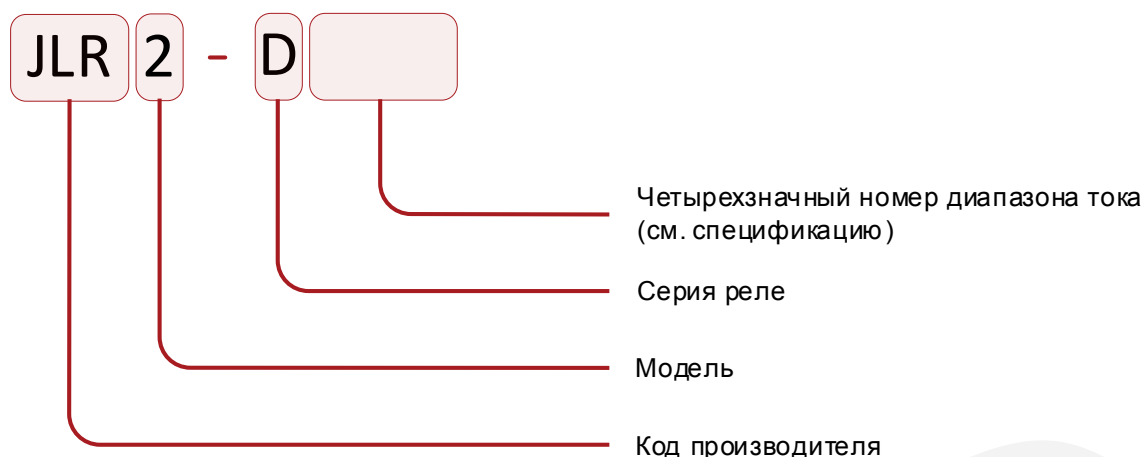 JLR 2 - D
Четырехзначный номер диапазона тока
(см. спецификацию)
Серия реле
Модель
Код производителя